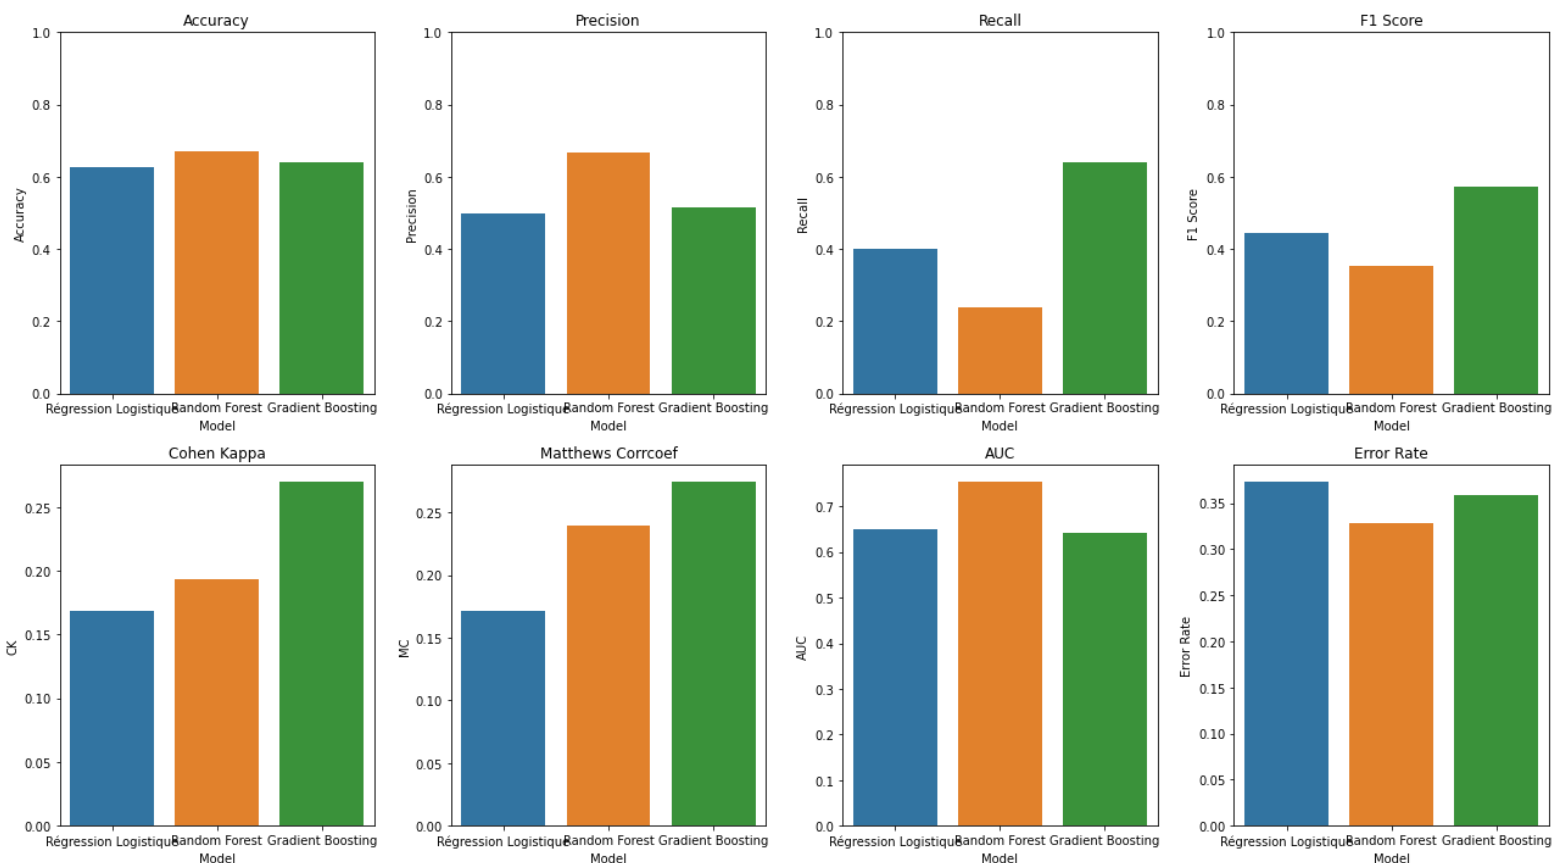 Accuracy
1.0
0.8
0.6
0.4
0.2
0.0
Accuracy
Régression Logistique Random Forest Gradient Boosting
Model
Precision
1.0
0.8
0.6
0.4
0.2
0.0
Precision
Régression Logistique Random Forest Gradient Boosting
Model
Recall
1.0
0.8
0.6
0.4
0.2
0.0
Recall
Régression Logistique Random Forest Gradient Boosting
Model
F1 Score
1.0
0.8
0.6
0.4
0.2
0.0
F1 Score
Régression Logistique Random Forest Gradient Boosting
Model
Cohen Kappa
0.25
0.20
0.15
0.10
0.05
0.00
CK
Régression Logistique Random Forest Gradient Boosting
Model
Matthews Corrcoef
0.25
0.20
0.15
0.10
0.05
0.00
MC
Régression Logistique Random Forest Gradient Boosting
Model
AUC
0.7
0.6
0.5
0.4
0.3
0.2
0.1
0.0
AUC
Régression Logistique Random Forest Gradient Boosting
Model
Error Rate
0.35
0.30
0.25
0.20
0.15
0.10
0.05
0.00
Error Rate
Régression Logistique Random Forest Gradient Boosting
Model